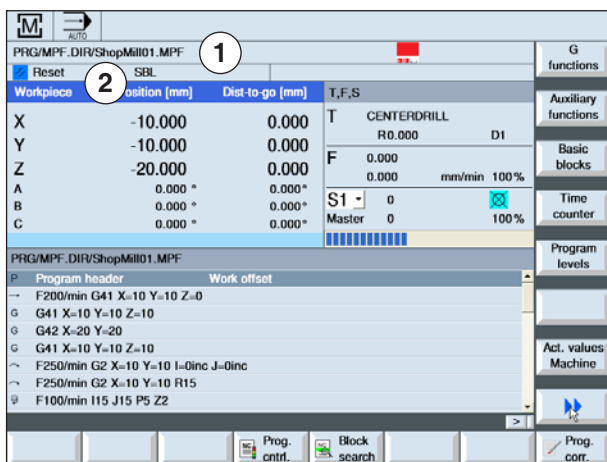 M AUTO
PRG/MPF.DIR/ShopMill01.MPF 1
Reset SBL
2
Workpiece osition [mm] Dist-to-go [mm]
X -10.000 0.000
Y -10.000 0.000
Z -20.000 0.000
A 0.000 ° 0.000°
B 0.000 ° 0.000°
C 0.000 ° 0.000°
T,F,S
T CENTERDRILL
R0.000 D1
F 0.000
0.000 mm/min 100%
S1 0
Master 0 100%
PRG/MPF.DIR/ShopMill01.MPF
P Program header Work offset
→ F200/min G41 X=10 Y=10 Z=0
G G41 X=10 Y=10 Z=10
G G42 X=20 Y=20
G G41 X=10 Y=10 Z=10
F250/min G2 X=10 Y=10 I=0inc J=0inc
F250/min G2 X=10 Y=10 R15
F100/min I15 J15 P5 Z2
>
G
functions
Auxiliary
functions
Basic
blocks
Time
counter
Program
levels
Act. values
Machine
NC Prog.
cntrl.
NC Block
search
Prog.
corr.